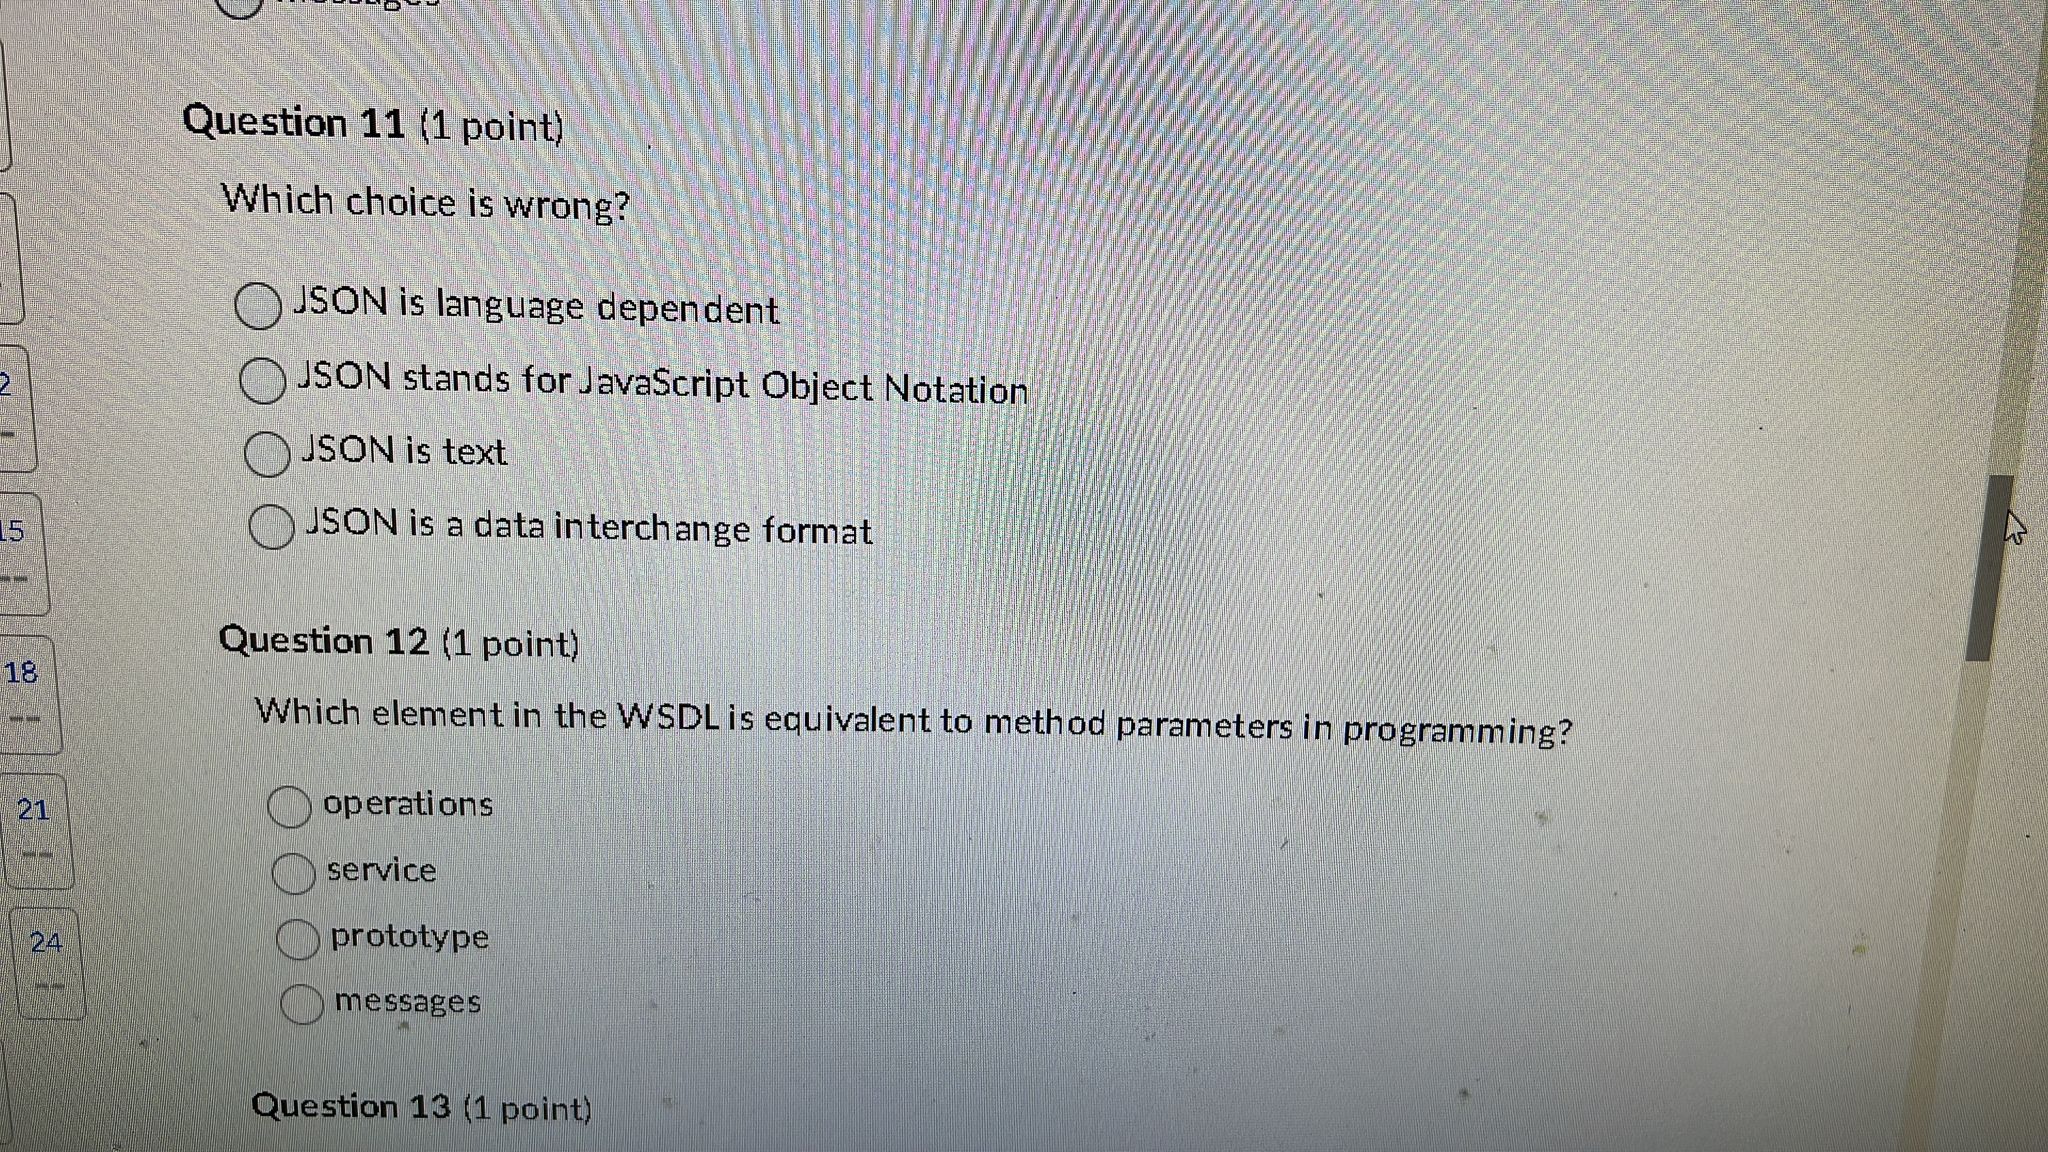 Question 11 (1 point)
Which choice is wrong?
JSON is language dependent
JSON stands for JavaScript Object Notation
JSON is text
JSON is a data interchange format
Question 12 (1 point)
Which element in the WSDL is equivalent to method parameters in programming?
operations
service
prototype
messages
Question 13 (1 point)
2
--
15
--
18
--
21
--
24
--